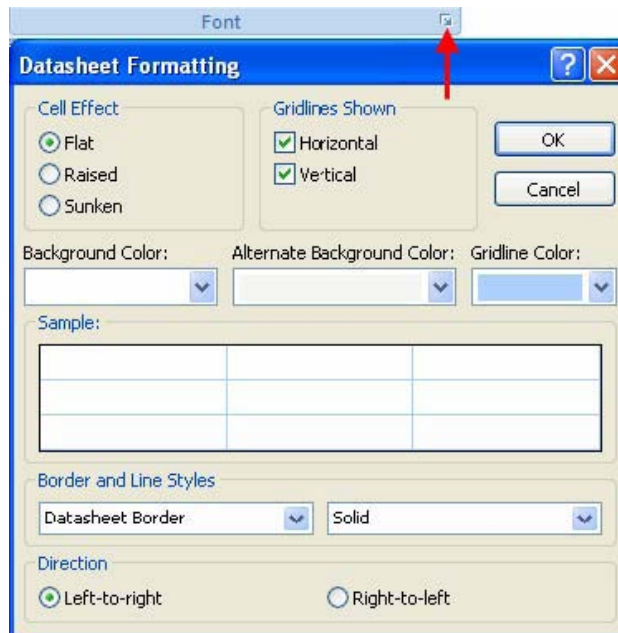 Font
Datasheet Formatting
Cell Effect
Gridlines Shown
Flat
Horizontal
OK
Raised
Vertical
Cancel
Sunken
Background Color:
Alternate Background Color:
Gridline Color:
Sample:
Border and Line Styles
Datasheet Border
Solid
Direction
Left-to-right
Right-to-left